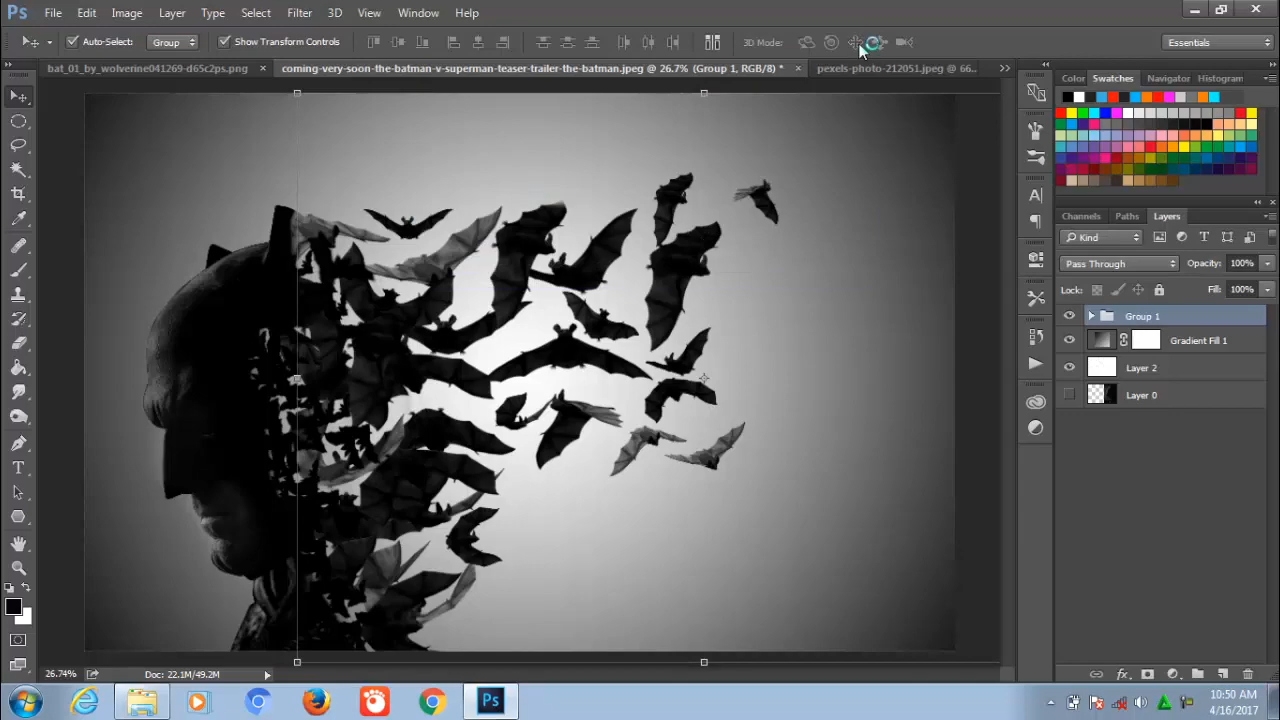 Ps File Edit Image Layer Type Select Filter 3D View Window Help
Auto-Select: Group Show Transform Controls 3D Mode: Essentials
bat_01_by_wolverine041269-d65c2ps.png coming-very-soon-the-batman-v-superman-teaser-trailer-the-batman.jpeg @ 26.7% (Group 1, RGB/8) * pexels-photo-212051.jpeg @ 66..
Color Swatches Navigator Histogram
Channels Paths Layers
Kind
Pass Through Opacity: 100%
Lock: Fill: 100%
Group 1
Gradient Fill 1
Layer 2
Layer 0
26.74% Doc: 22.1M/49.2M
Ps
10:50 AM
4/16/2017